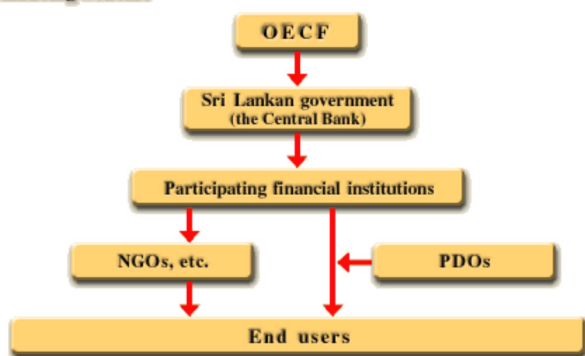 OECF
Sri Lankan government
(the Central Bank)
Participating financial institutions
NGOs, etc.
PDOs
End users